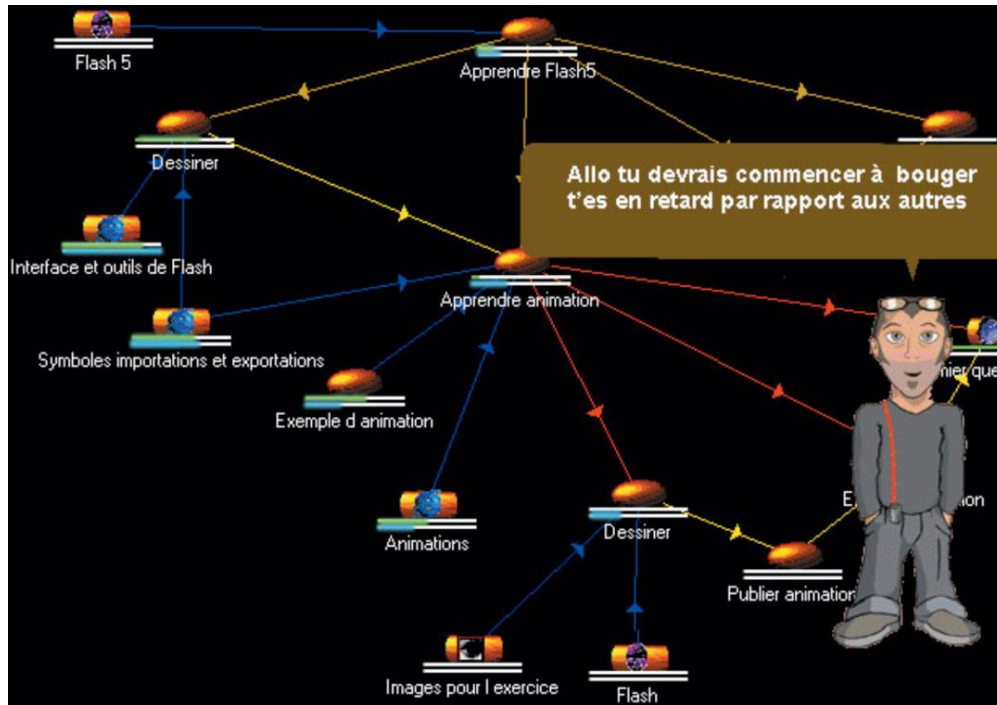 Flash 5
Apprendre Flash5
Dessiner
Allo tu devrais commencer à bouger
t'es en retard par rapport aux autres
Interface et outils de Flash
Apprendre animation
Symboles importations et exportations
Exemple d animation
Animations
Dessiner
Publier animation
Images pour l exercice
Flash